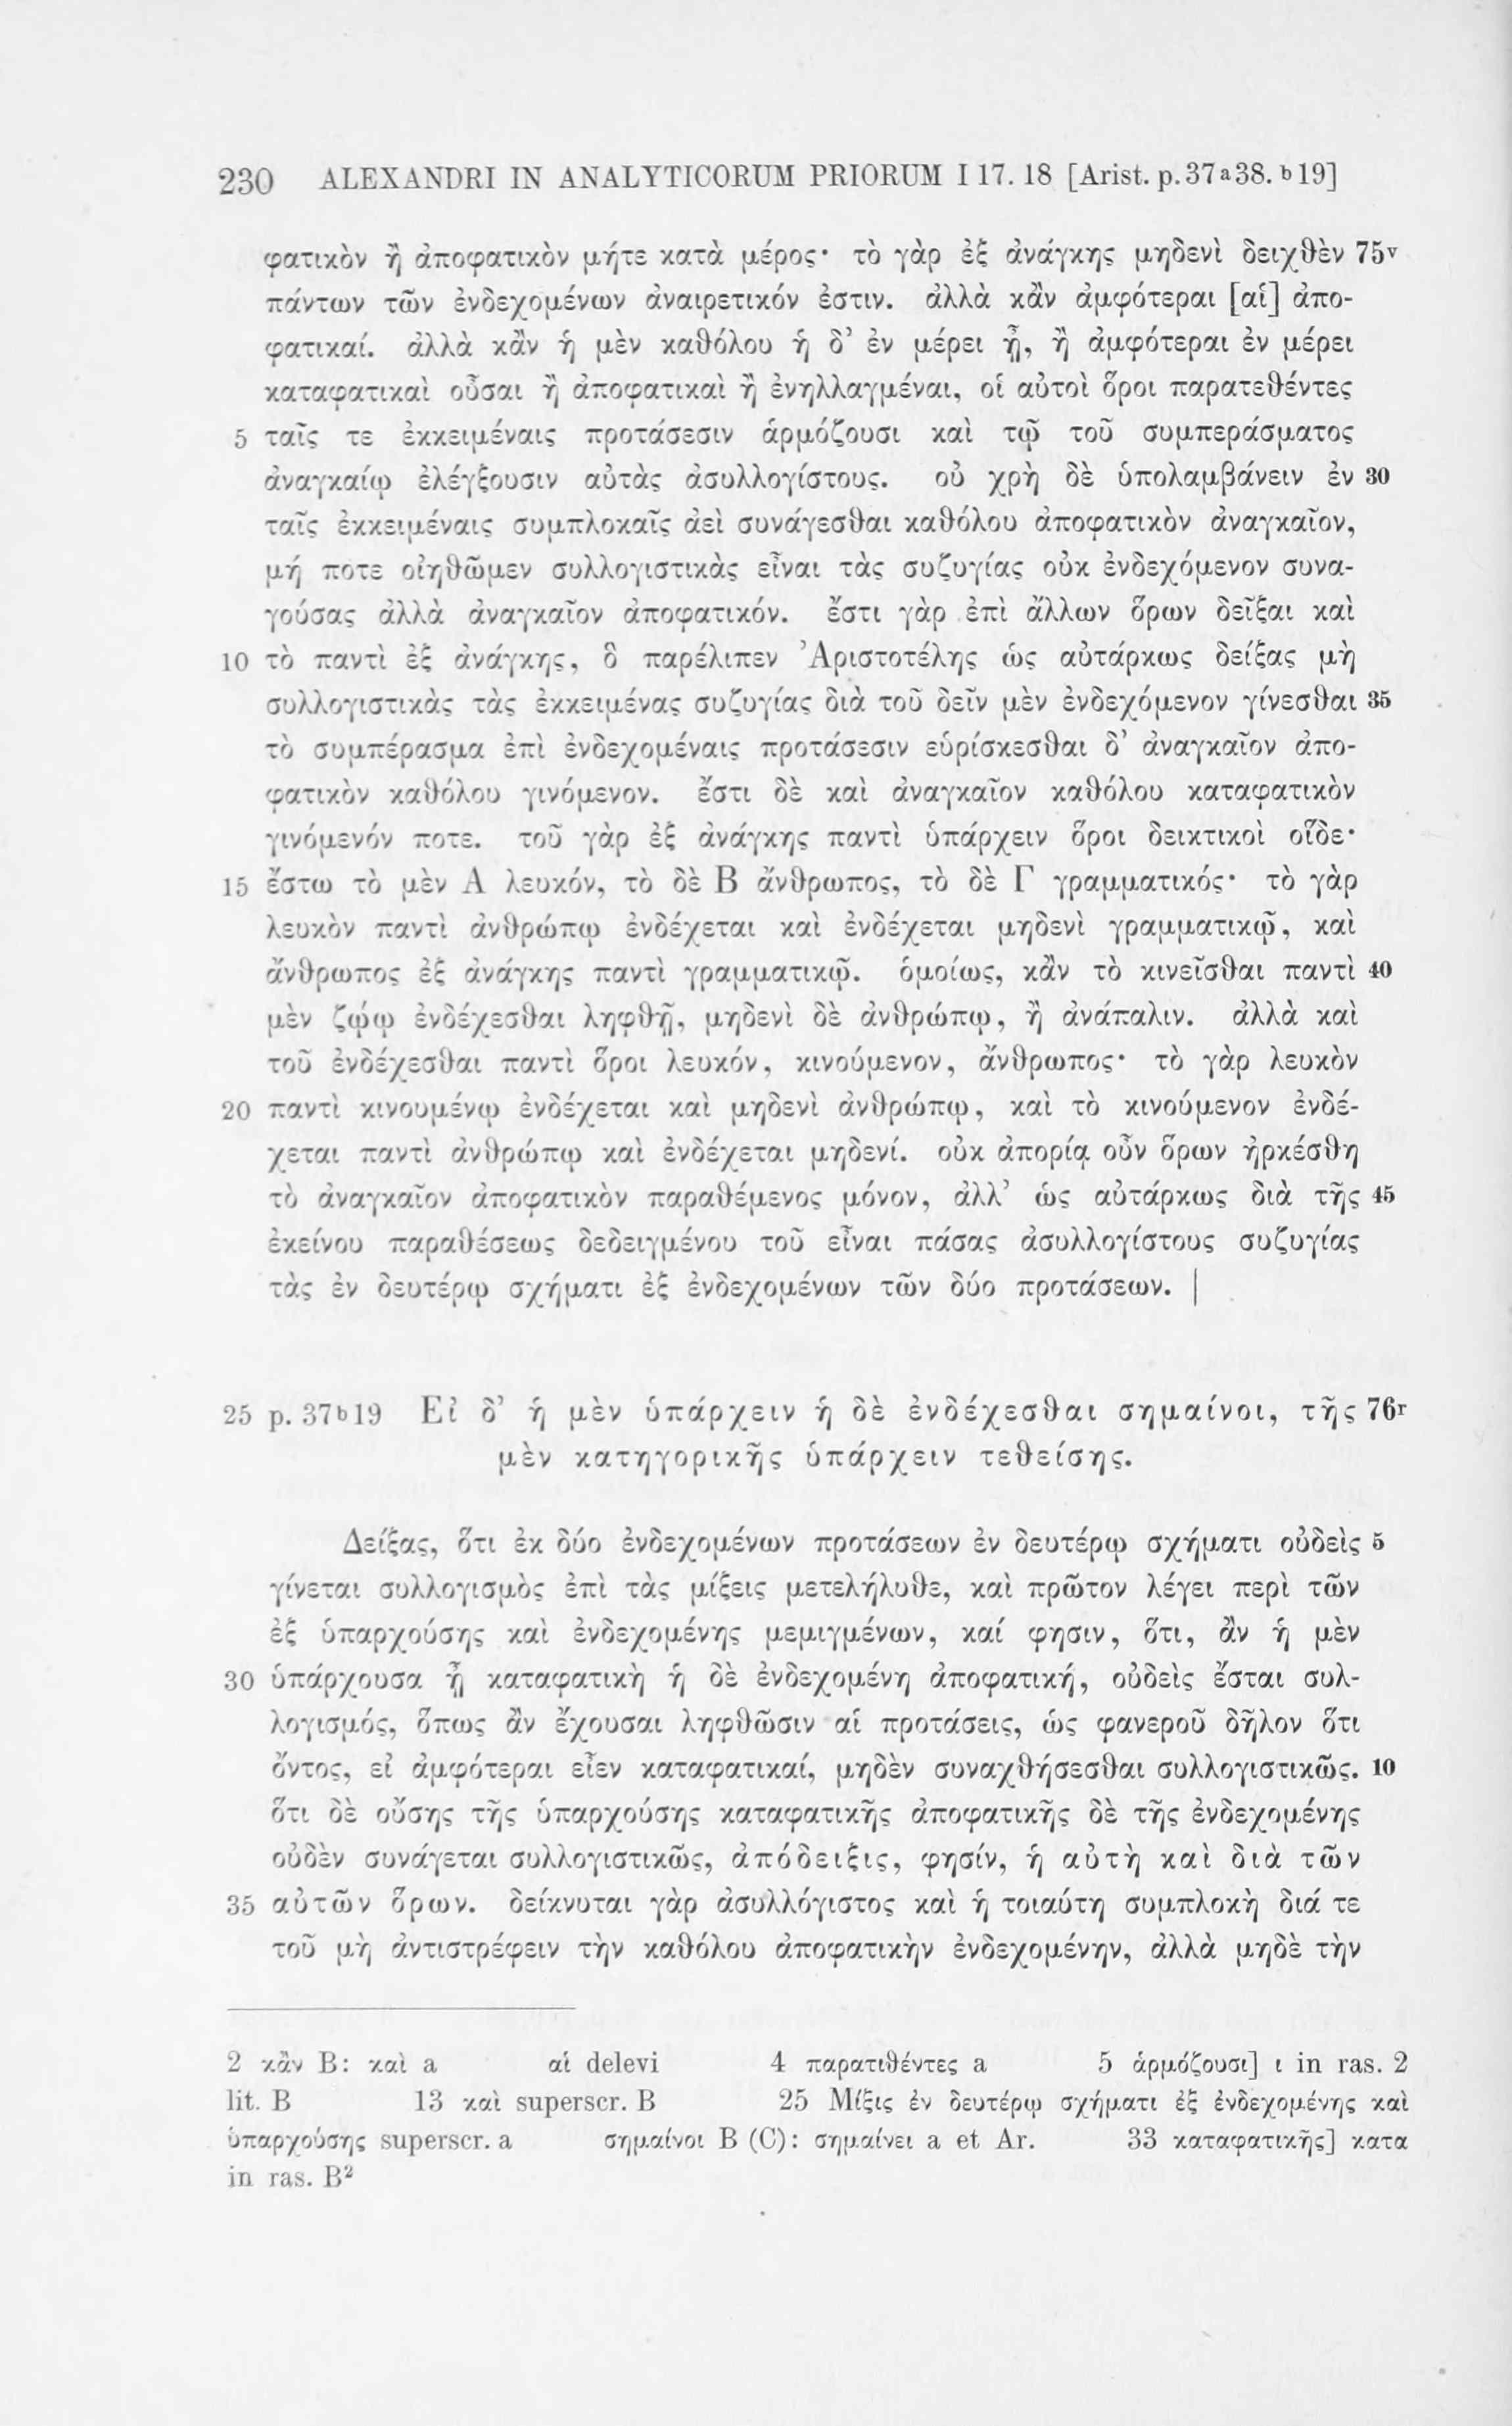 230 ALEXANDRI IN ANALYTICORUM PRIORUM I 17. 18 [Arist. p. 37a38. b19]
φατικὸν ἢ ἀποφατικὸν μήτε κατὰ μέρος· τὸ γὰρ ἐξ ἀνάγκης μηδενὶ δειχθὲν 75v
πάντων τῶν ἐνδεχομένων ἀναιρετικόν ἐστιν. ἀλλὰ κἂν ἀμφότεραι [αἱ] ἀπο-
φατικαί. ἀλλὰ κἂν ἡ μὲν καθόλου ἡ δ’ ἐν μέρει ᾖ, ἢ ἀμφότεραι ἐν μέρει
καταφατικαὶ οὖσαι ἢ ἀποφατικαὶ ἢ ἐνηλλαγμέναι, οἱ αὐτοὶ ὅροι παρατεθέντες
5 ταῖς τε ἐκκειμέναις προτάσεσιν ἁρμόζουσι καὶ τῷ τοῦ συμπεράσματος
ἀναγκαίῳ ἐλέγξουσιν αὐτὰς ἀσυλλογίστους. οὐ χρὴ δὲ ὑπολαμβάνειν ἐν 30
ταῖς ἐκκειμέναις συμπλοκαῖς ἀεὶ συνάγεσθαι καθόλου ἀποφατικὸν ἀναγκαῖον,
μή ποτε οἰηθῶμεν συλλογιστικὰς εἶναι τὰς συζυγίας οὐκ ἐνδεχόμενον συνα-
γούσας ἀλλὰ ἀναγκαῖον ἀποφατικόν. ἔστι γὰρ ἐπὶ ἄλλων ὅρων δεῖξαι καὶ
10 τὸ παντὶ ἐξ ἀνάγκης, ὃ παρέλιπεν Ἀριστοτέλης ὡς αὐτάρκως δείξας μὴ
συλλογιστικὰς τὰς ἐκκειμένας συζυγίας διὰ τοῦ δεῖν μὲν ἐνδεχόμενον γίνεσθαι 35
τὸ συμπέρασμα ἐπὶ ἐνδεχομέναις προτάσεσιν εὑρίσκεσθαι δ’ ἀναγκαῖον ἀπο-
φατικὸν καθόλου γινόμενον. ἔστι δὲ καὶ ἀναγκαῖον καθόλου καταφατικὸν
γινόμενόν ποτε. τοῦ γὰρ ἐξ ἀνάγκης παντὶ ὑπάρχειν ὅροι δεικτικοὶ οἵδε·
15 ἔστω τὸ μὲν Α λευκόν, τὸ δὲ Β ἄνθρωπος, τὸ δὲ Γ γραμματικός· τὸ γὰρ
λευκὸν παντὶ ἀνθρώπῳ ἐνδέχεται καὶ ἐνδέχεται μηδενὶ γραμματικῷ, καὶ
ἄνθρωπος ἐξ ἀνάγκης παντὶ γραμματικῷ. ὁμοίως, κἂν τὸ κινεῖσθαι παντὶ 40
μὲν ζῴῳ ἐνδέχεσθαι ληφθῇ, μηδενὶ δὲ ἀνθρώπῳ, ἢ ἀνάπαλιν. ἀλλὰ καὶ
τοῦ ἐνδέχεσθαι παντὶ ὅροι λευκόν, κινούμενον, ἄνθρωπος· τὸ γὰρ λευκὸν
20 παντὶ κινουμένῳ ἐνδέχεται καὶ μηδενὶ ἀνθρώπῳ, καὶ τὸ κινούμενον ἐνδέ-
χεται παντὶ ἀνθρώπῳ καὶ ἐνδέχεται μηδενί. οὐκ ἀπορίᾳ οὖν ὅρων ἠρκέσθη
τὸ ἀναγκαῖον ἀποφατικὸν παραθέμενος μόνον, ἀλλ’ ὡς αὐτάρκως διὰ τῆς 45
ἐκείνου παραθέσεως δεδειγμένου τοῦ εἶναι πάσας ἀσυλλογίστους συζυγίας
τὰς ἐν δευτέρῳ σχήματι ἐξ ἐνδεχομένων τῶν δύο προτάσεων. |
25 p. 37b19 Εἰ δ’ ἡ μὲν ὑπάρχειν ἡ δὲ ἐνδέχεσθαι σημαίνοι, τῆς 76r
μὲν κατηγορικῆς ὑπάρχειν τεθείσης.
Δείξας, ὅτι ἐκ δύο ἐνδεχομένων προτάσεων ἐν δευτέρῳ σχήματι οὐδεὶς 5
γίνεται συλλογισμὸς ἐπὶ τὰς μίξεις μετελήλυθε, καὶ πρῶτον λέγει περὶ τῶν
ἐξ ὑπαρχούσης καὶ ἐνδεχομένης μεμιγμένων, καί φησιν, ὅτι, ἂν ἡ μὲν
30 ὑπάρχουσα ᾖ καταφατικὴ ἡ δὲ ἐνδεχομένη ἀποφατική, οὐδεὶς ἔσται συλ-
λογισμός, ὅπως ἂν ἔχουσαι ληφθῶσιν αἱ προτάσεις, ὡς φανεροῦ δῆλον ὅτι
ὄντος, εἰ ἀμφότεραι εἶεν καταφατικαί, μηδὲν συναχθήσεσθαι συλλογιστικῶς. 10
ὅτι δὲ οὔσης τῆς ὑπαρχούσης καταφατικῆς ἀποφατικῆς δὲ τῆς ἐνδεχομένης
οὐδὲν συνάγεται συλλογιστικῶς, ἀπόδειξις, φησίν, ἡ αὐτὴ καὶ διὰ τῶν
35 αὐτῶν ὅρων. δείκνυται γὰρ ἀσυλλόγιστος καὶ ἡ τοιαύτη συμπλοκὴ διά τε
τοῦ μὴ ἀντιστρέφειν τὴν καθόλου ἀποφατικὴν ἐνδεχομένην, ἀλλὰ μηδὲ τὴν
2 κἂν B: καὶ a αἱ delevi 4 παρατιθέντες a 5 ἁρμόζουσι] ι in ras. 2
lit. B 13 καὶ superscr. B 25 Μίξις ἐν δευτέρῳ σχήματι ἐξ ἐνδεχομένης καὶ
ὑπαρχούσης superscr. a σημαίνοι B (C): σημαίνει a et Ar. 33 καταφατικῆς] κατα
in ras. B²